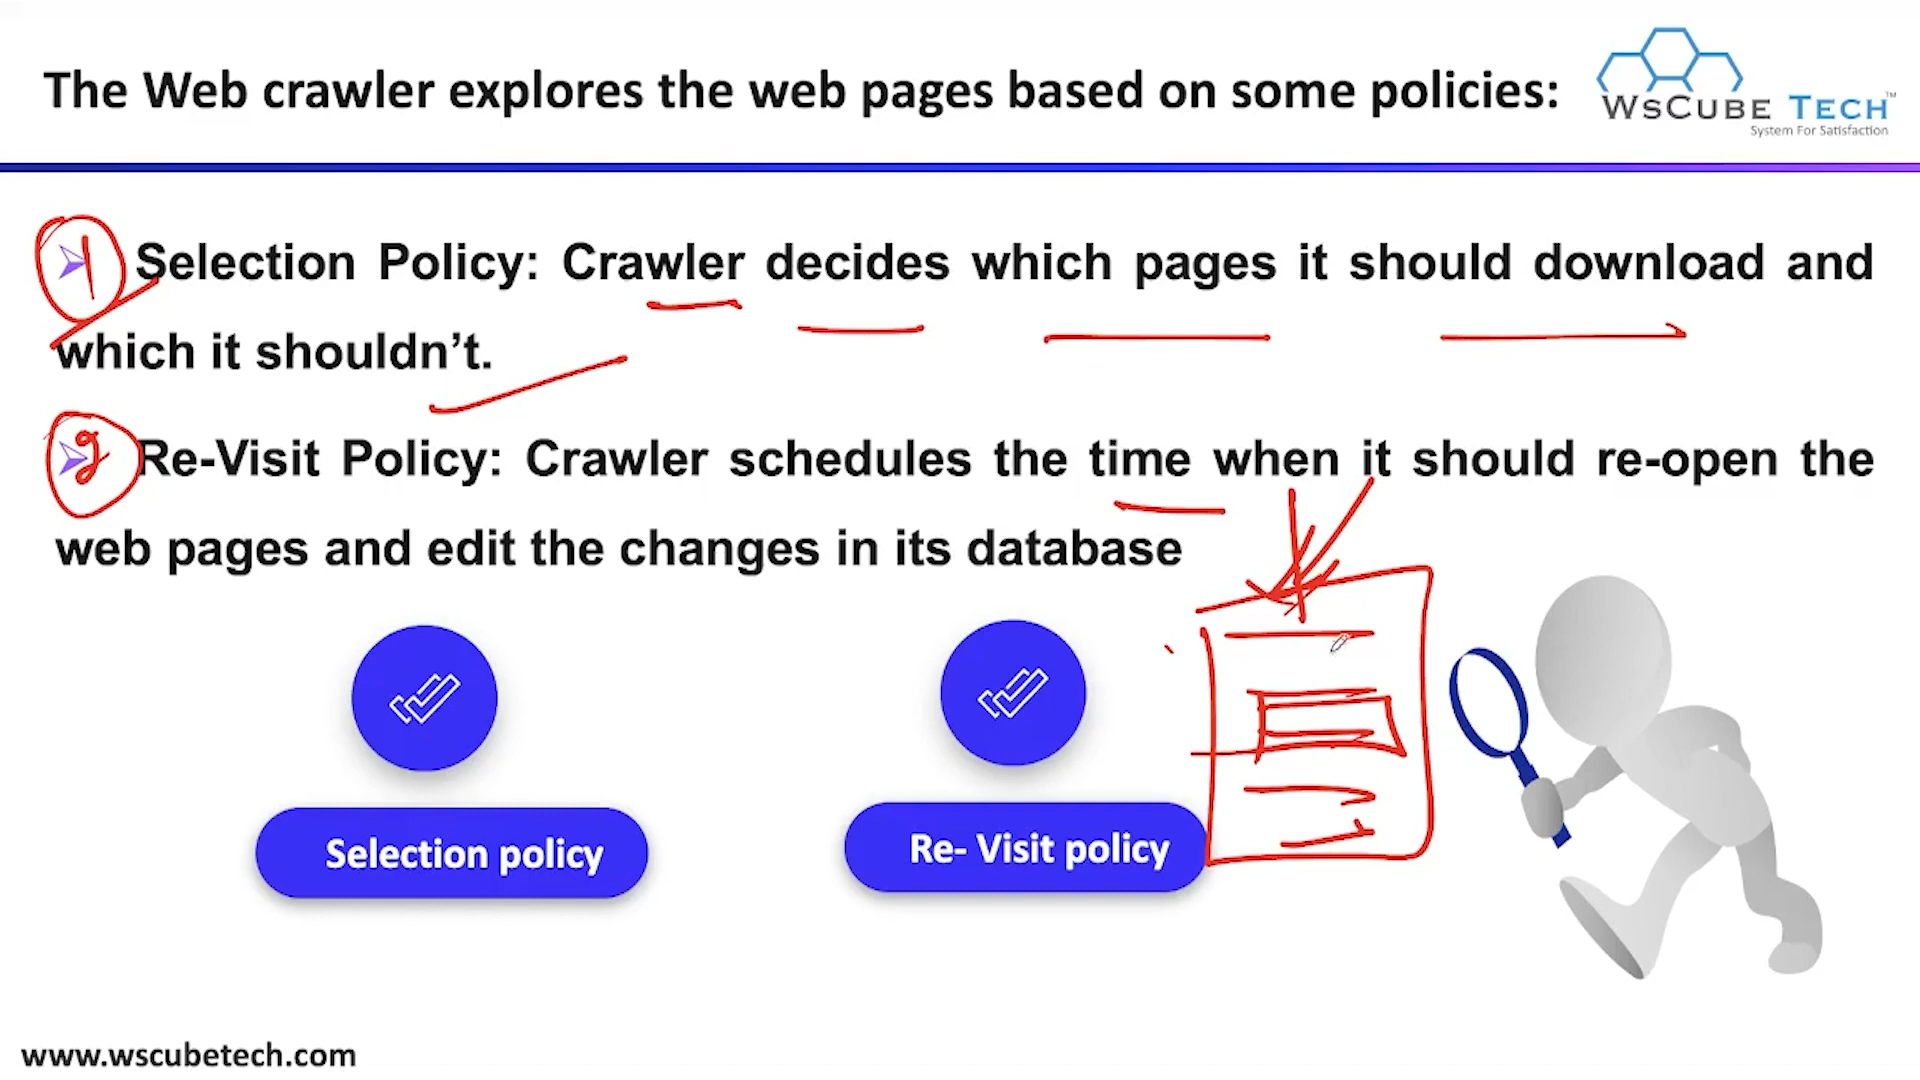 The Web crawler explores the web pages based on some policies:
WsCube Tech™
System For Satisfaction
1 Selection Policy: Crawler decides which pages it should download and
which it shouldn't.
2 Re-Visit Policy: Crawler schedules the time when it should re-open the
web pages and edit the changes in its database
Selection policy
Re- Visit policy
www.wscubetech.com